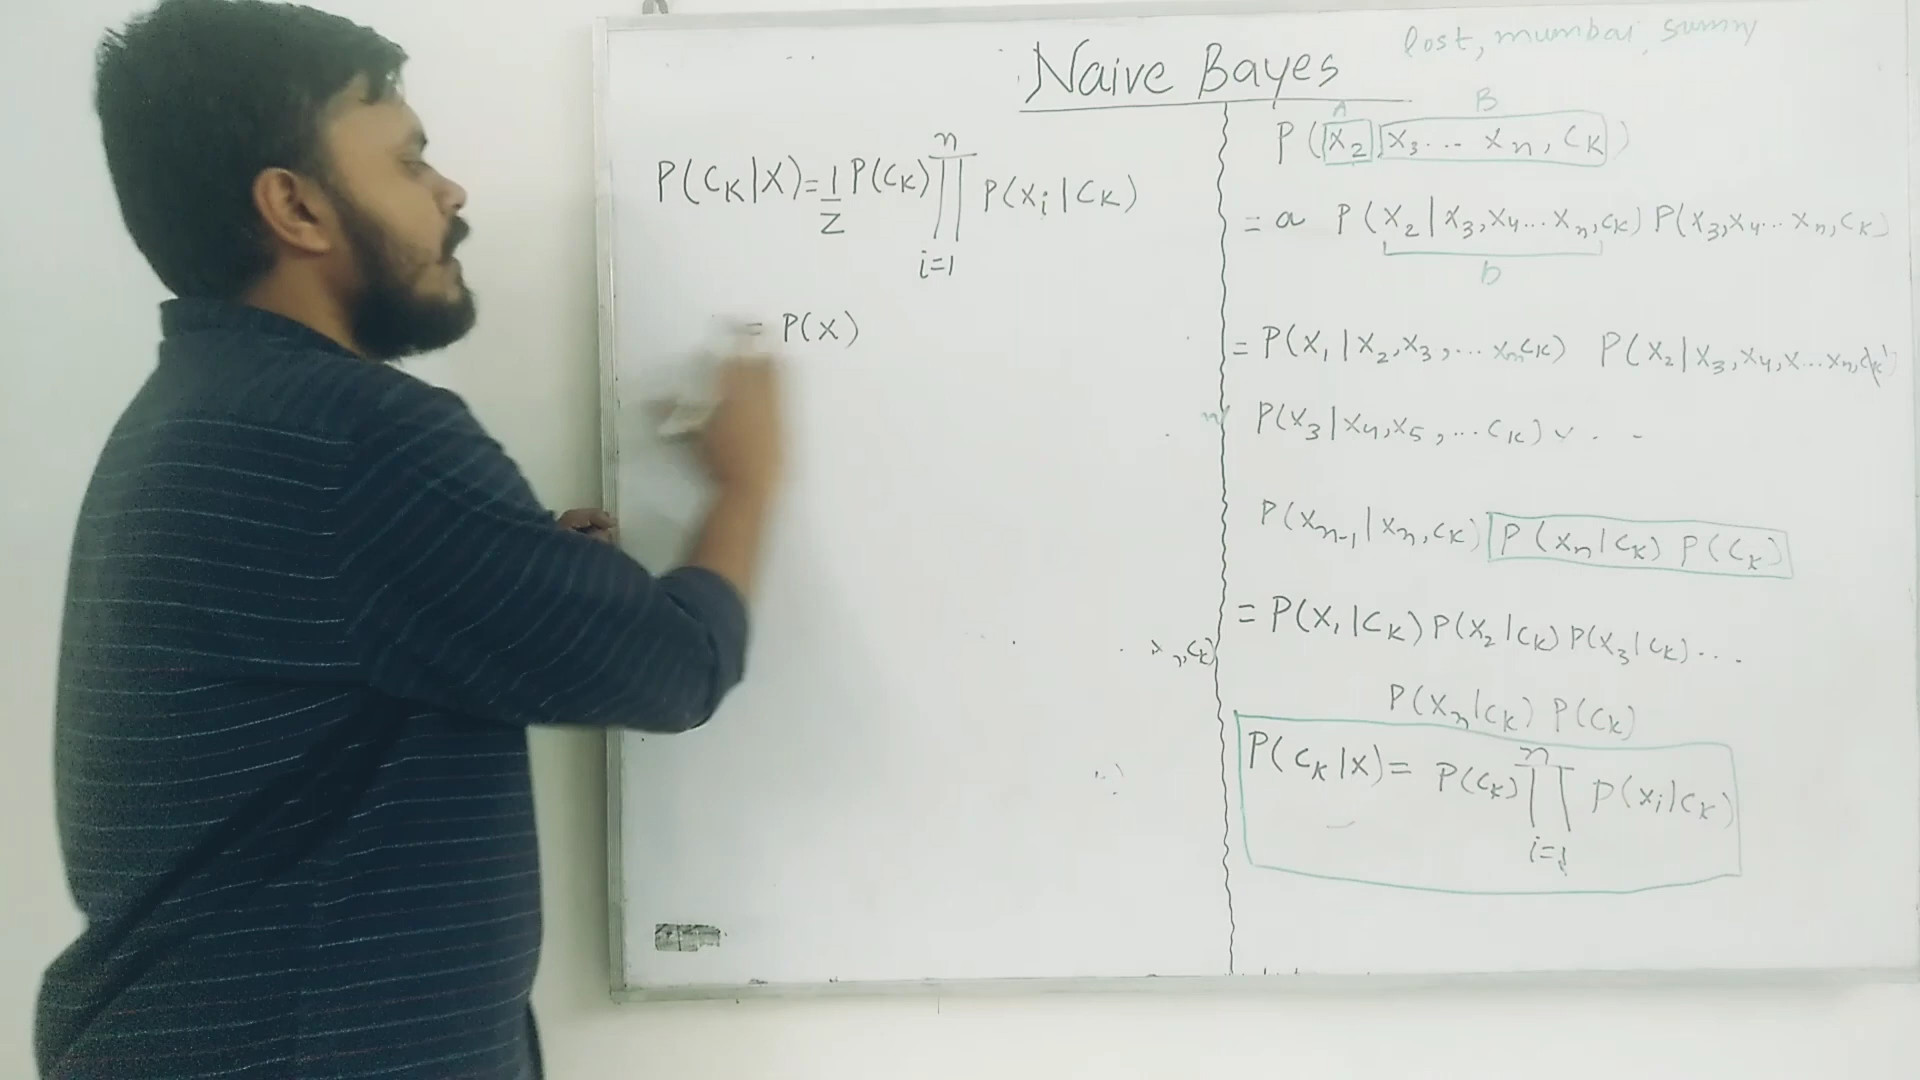 Naive Bayes
lost, mumbai, sunny
P(CK|X)=1/Z P(CK) n ∏ i=1 P(xi|CK)
= P(X)
A B
P(x2, x3... xn, CK)
= a P(x2|x3,x4...xn,CK) P(x3,x4...xn,CK)
b
= P(x1|x2,x3,...xn,CK) P(x2|x3,x4,x...xn,CK)
P(x3|x4,x5,...CK) . -
P(xn-1|xn,CK) P(xn|CK) P(CK)
= P(x1|CK) P(x2|CK) P(x3|CK)...
xn,CK)
P(xn|CK) P(CK)
P(CK|X)= P(CK) n ∏ i=1 P(xi|CK)